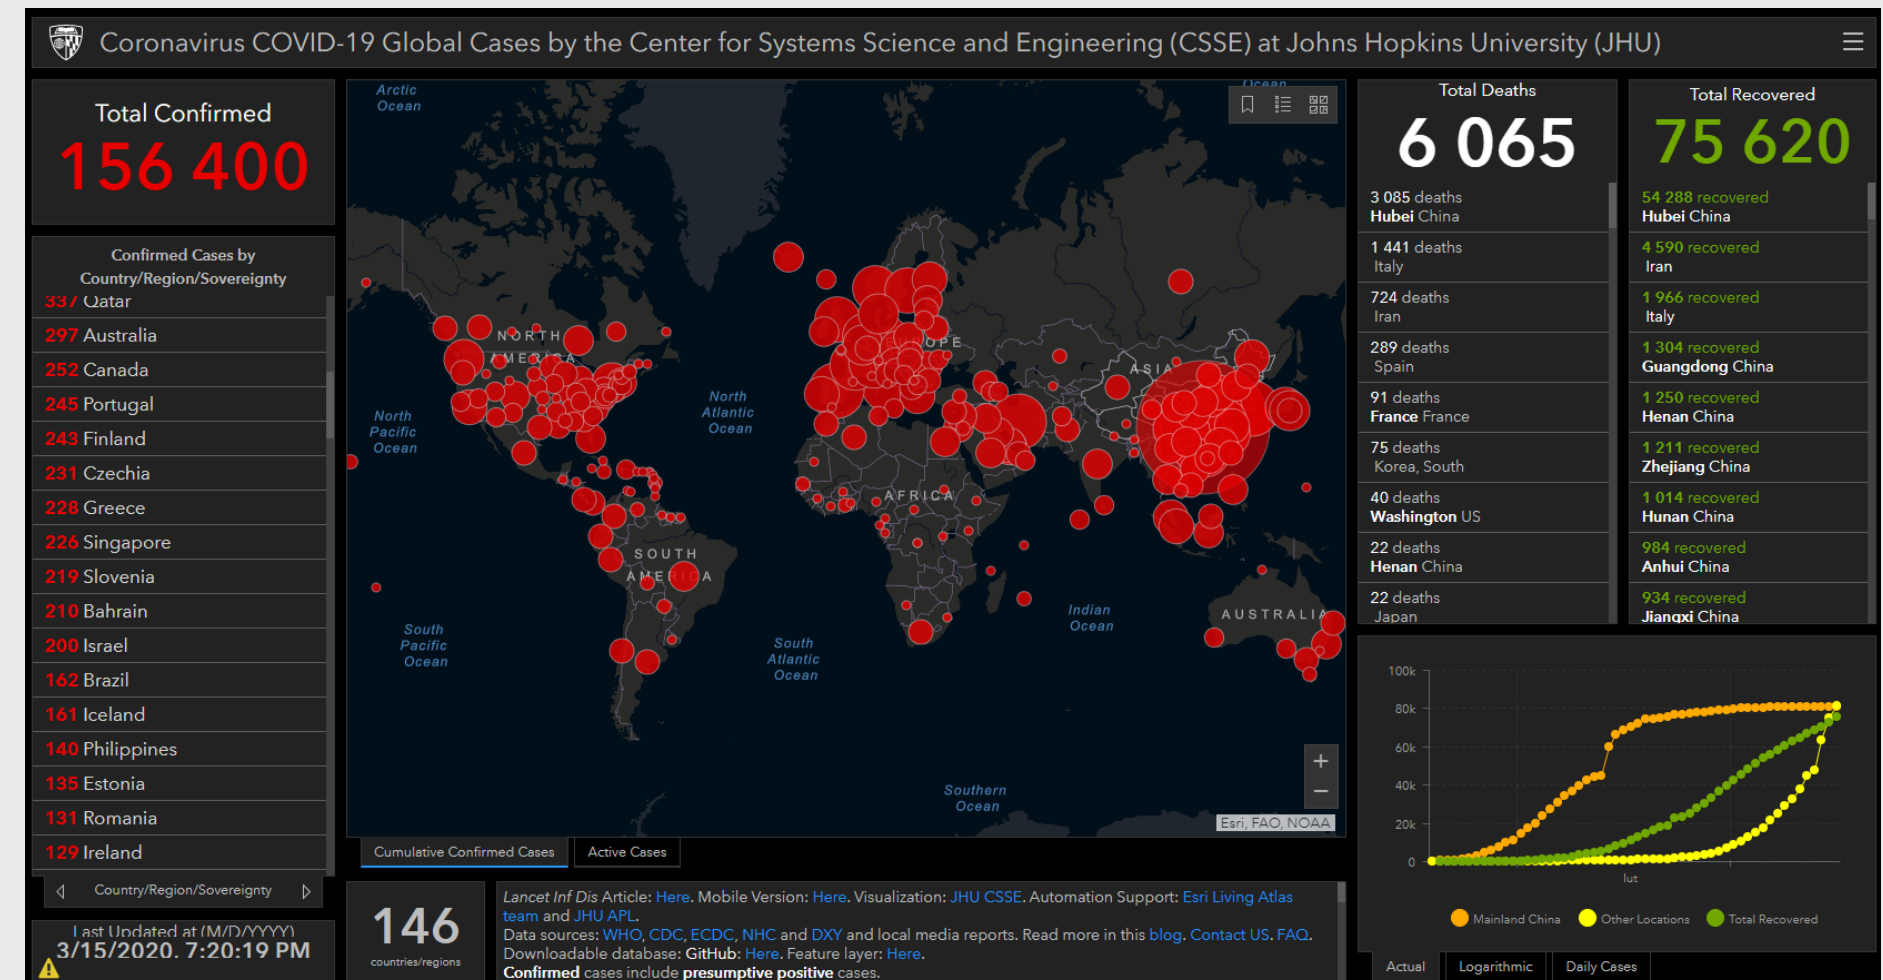 Coronavirus COVID-19 Global Cases by the Center for Systems Science and Engineering (CSSE) at Johns Hopkins University (JHU)
Total Confirmed
156 400
Confirmed Cases by
Country/Region/Sovereignty
337 Qatar
297 Australia
252 Canada
245 Portugal
243 Finland
231 Czechia
228 Greece
226 Singapore
219 Slovenia
210 Bahrain
200 Israel
162 Brazil
161 Iceland
140 Philippines
135 Estonia
131 Romania
129 Ireland
Country/Region/Sovereignty
Last Updated at (M/D/YYYY)
3/15/2020, 7:20:19 PM
Arctic
Ocean
Ocean
NORTH
AMERICA
EUROPE
ASIA
North
Pacific
Ocean
North
Atlantic
Ocean
AFRICA
SOUTH
AMERICA
Indian
Ocean
AUSTRALIA
South
Pacific
Ocean
South
Atlantic
Ocean
Southern
Ocean
+
−
Esri, FAO, NOAA
Cumulative Confirmed Cases
Active Cases
146
countries/regions
Lancet Inf Dis Article: Here. Mobile Version: Here. Visualization: JHU CSSE. Automation Support: Esri Living Atlas
team and JHU APL.
Data sources: WHO, CDC, ECDC, NHC and DXY and local media reports. Read more in this blog. Contact US. FAQ.
Downloadable database: GitHub: Here. Feature layer: Here.
Confirmed cases include presumptive positive cases.
Total Deaths
6 065
3 085 deaths
Hubei China
1 441 deaths
Italy
724 deaths
Iran
289 deaths
Spain
91 deaths
France France
75 deaths
Korea, South
40 deaths
Washington US
22 deaths
Henan China
22 deaths
Japan
Total Recovered
75 620
54 288 recovered
Hubei China
4 590 recovered
Iran
1 966 recovered
Italy
1 304 recovered
Guangdong China
1 250 recovered
Henan China
1 211 recovered
Zhejiang China
1 014 recovered
Hunan China
984 recovered
Anhui China
934 recovered
Jiangxi China
100k
80k
60k
40k
20k
0
lut
Mainland China
Other Locations
Total Recovered
Actual
Logarithmic
Daily Cases